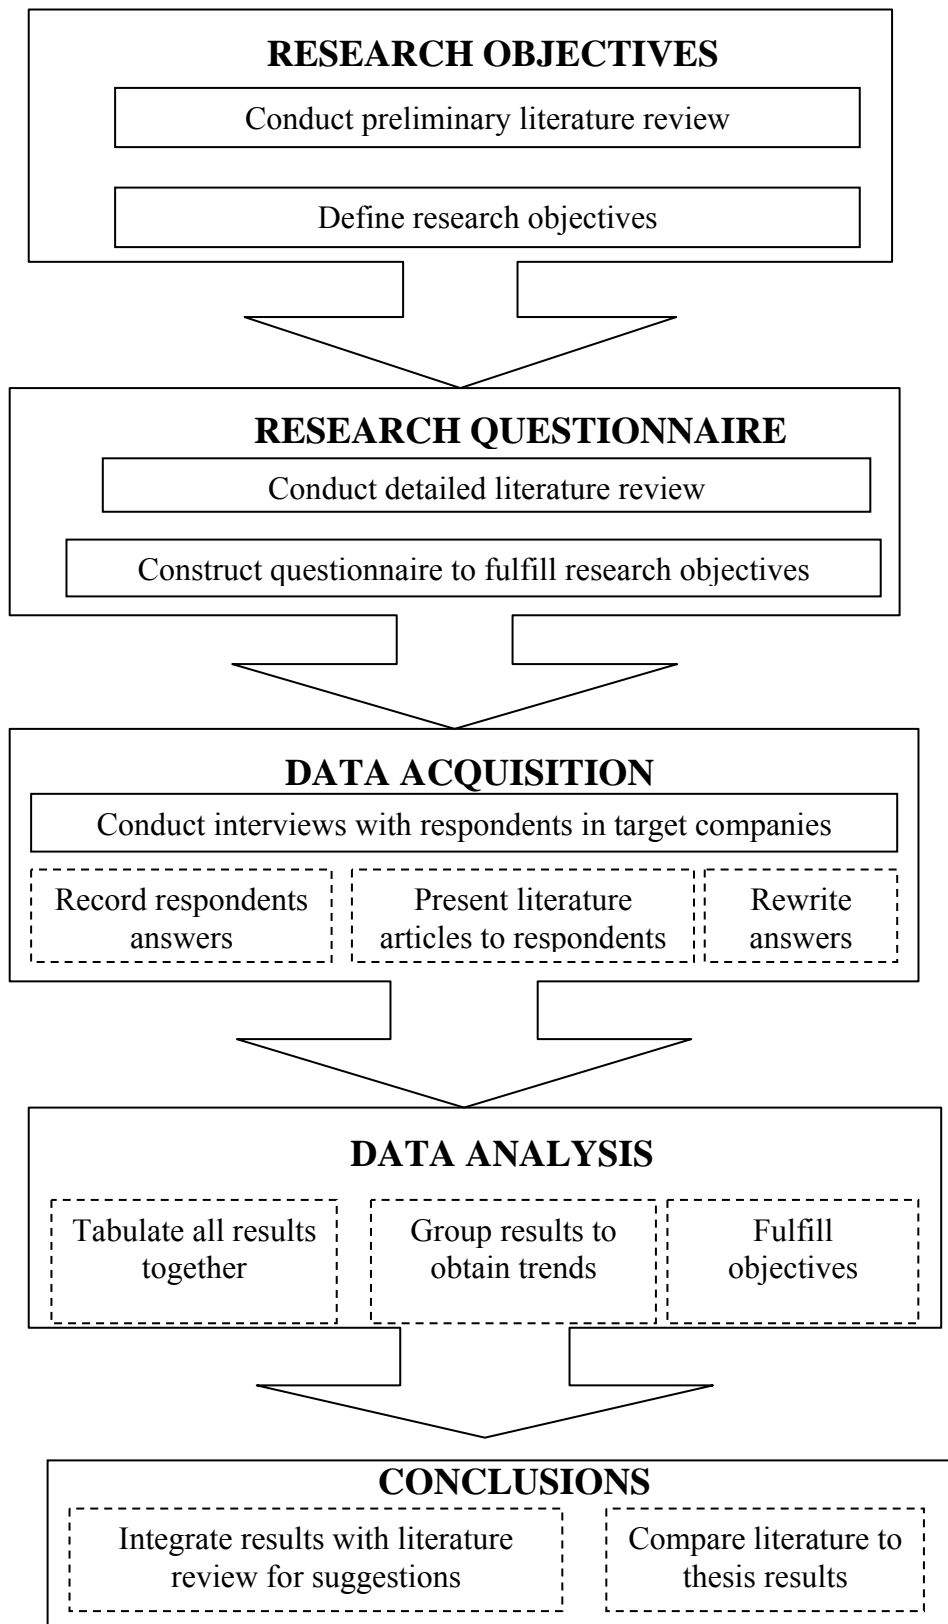 RESEARCH OBJECTIVES
Conduct preliminary literature review
Define research objectives
RESEARCH QUESTIONNAIRE
Conduct detailed literature review
Construct questionnaire to fulfill research objectives
DATA ACQUISITION
Conduct interviews with respondents in target companies
Record respondents
answers
Present literature
articles to respondents
Rewrite
answers
DATA ANALYSIS
Tabulate all results
together
Group results to
obtain trends
Fulfill
objectives
CONCLUSIONS
Integrate results with literature
review for suggestions
Compare literature to
thesis results